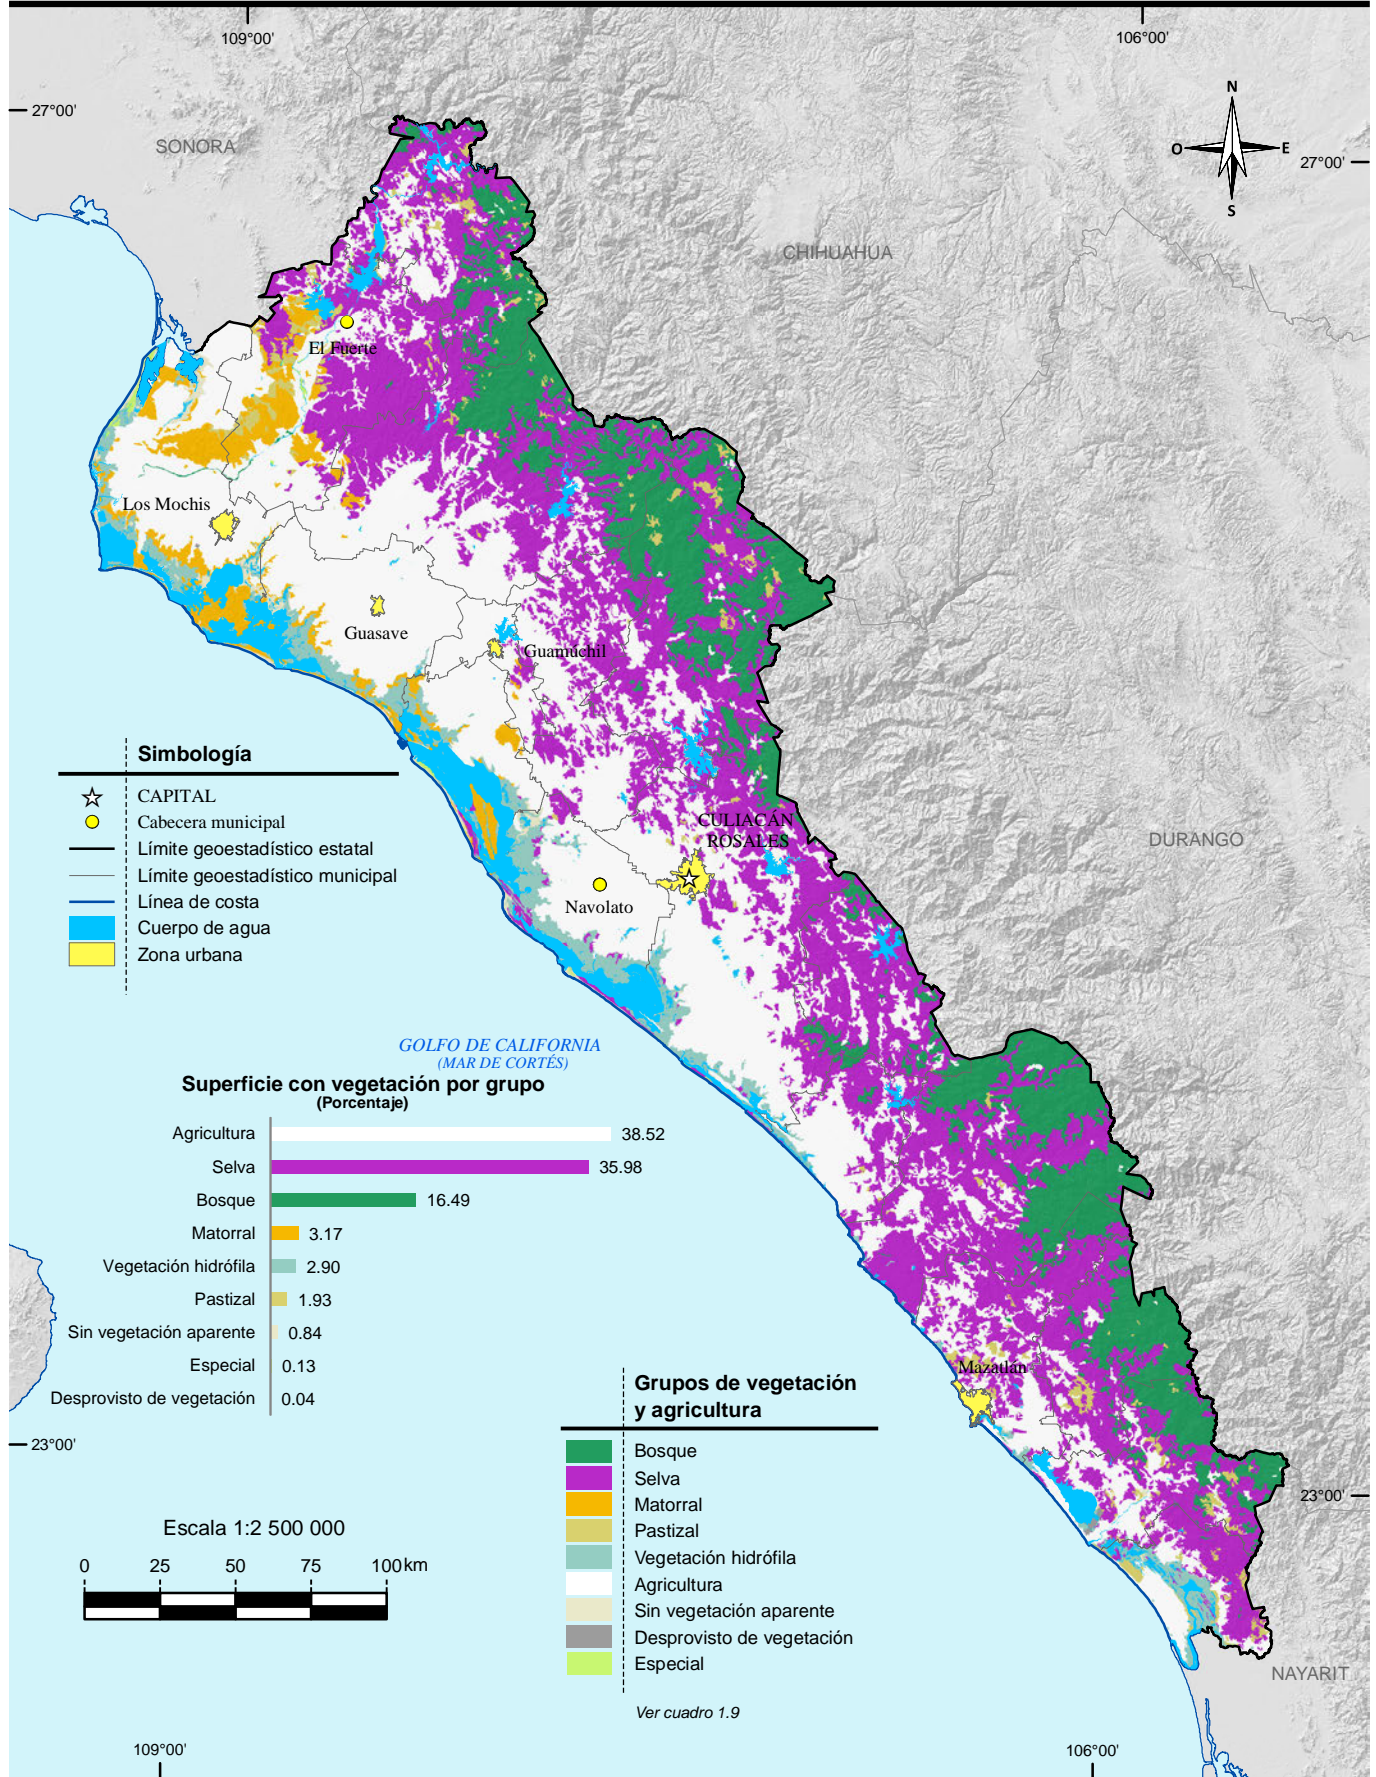 109°00'
106°00'
27°00'
SONORA
N
O
E
S
27°00'
CHIHUAHUA
El Fuerte
Los Mochis
Guasave
Guamúchil
Simbología
CAPITAL
Cabecera municipal
Límite geoestadístico estatal
Límite geoestadístico municipal
Línea de costa
Cuerpo de agua
Zona urbana
CULIACÁN
ROSALES
DURANGO
Navolato
GOLFO DE CALIFORNIA
(MAR DE CORTÉS)
Superficie con vegetación por grupo
(Porcentaje)
Agricultura 38.52
Selva 35.98
Bosque 16.49
Matorral 3.17
Vegetación hidrófila 2.90
Pastizal 1.93
Sin vegetación aparente 0.84
Especial 0.13
Desprovisto de vegetación 0.04
Mazatlán
Grupos de vegetación
y agricultura
Bosque
Selva
Matorral
Pastizal
Vegetación hidrófila
Agricultura
Sin vegetación aparente
Desprovisto de vegetación
Especial
Ver cuadro 1.9
23°00'
23°00'
Escala 1:2 500 000
0 25 50 75 100 km
NAYARIT
109°00'
106°00'